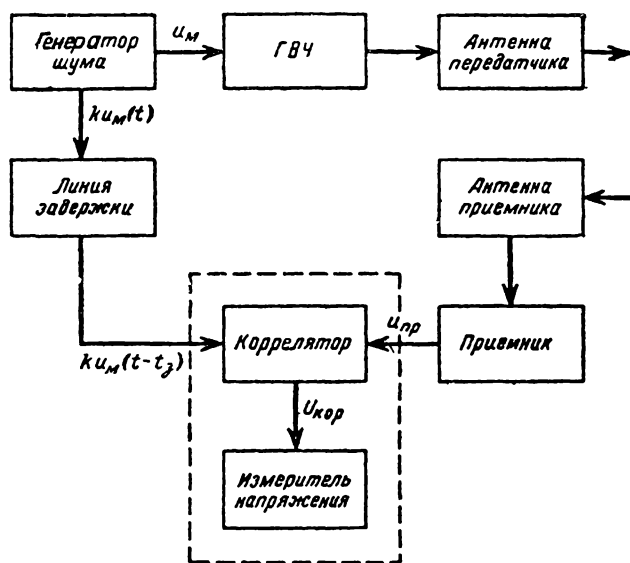 Генератор
шума
u_м
ГВЧ
Антенна
передатчика
ku_м(t)
Линия
задержки
Антенна
приемника
ku_м(t-t_з)
Коррелятор
u_пр
Приемник
U_кор
Измеритель
напряжения